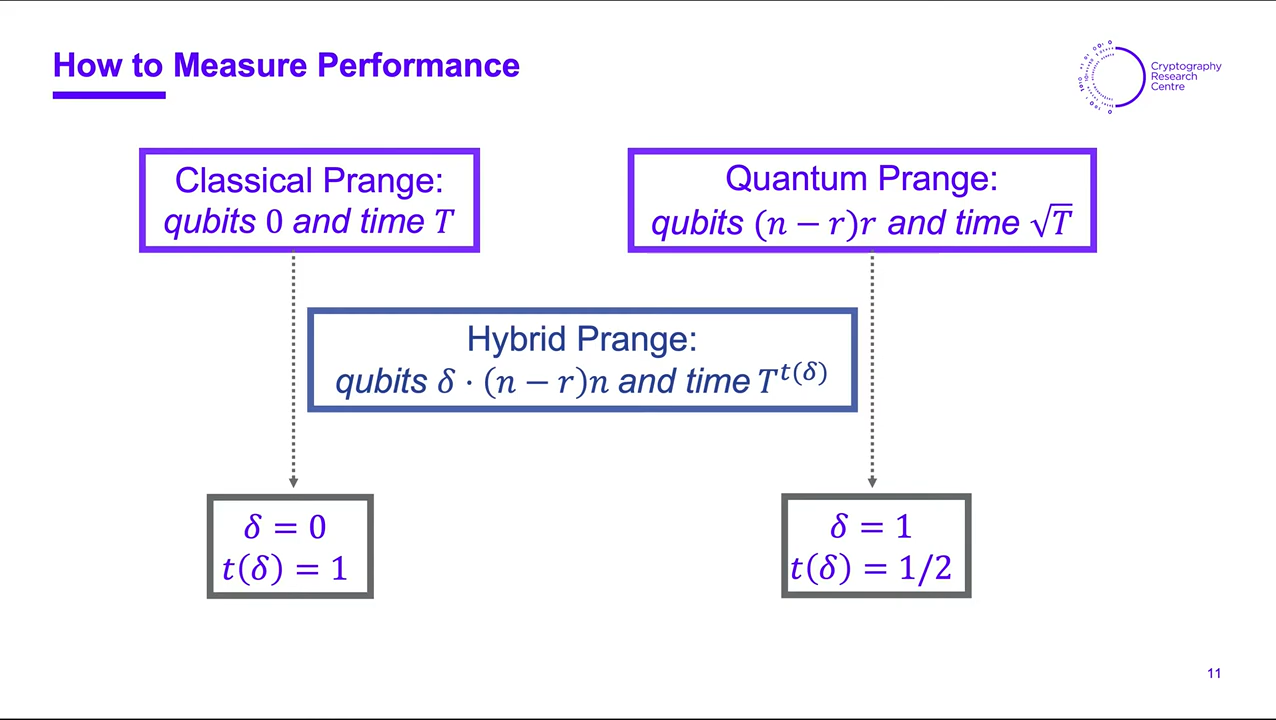 How to Measure Performance
Cryptography
Research
Centre
Classical Prange:
qubits 0 and time T
Quantum Prange:
qubits (n − r)r and time √T
Hybrid Prange:
qubits δ · (n − r)n and time T^{t(δ)}
δ = 0
t(δ) = 1
δ = 1
t(δ) = 1/2
11